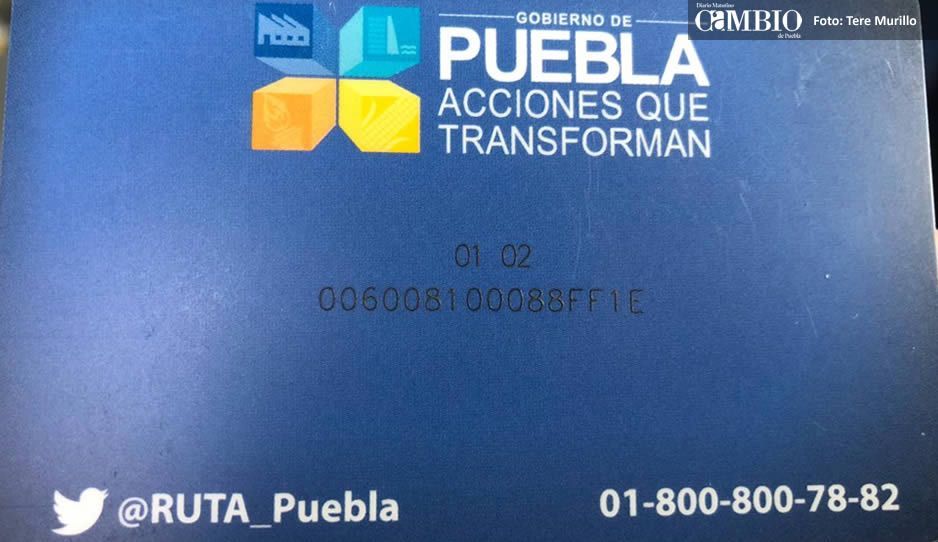 Diario Matutino
CAMBIO
de Puebla
Foto: Tere Murillo
GOBIERNO DE
PUEBLA
ACCIONES QUE
TRANSFORMAN
01 02
006008100088FF1E
@RUTA_Puebla
01-800-800-78-82